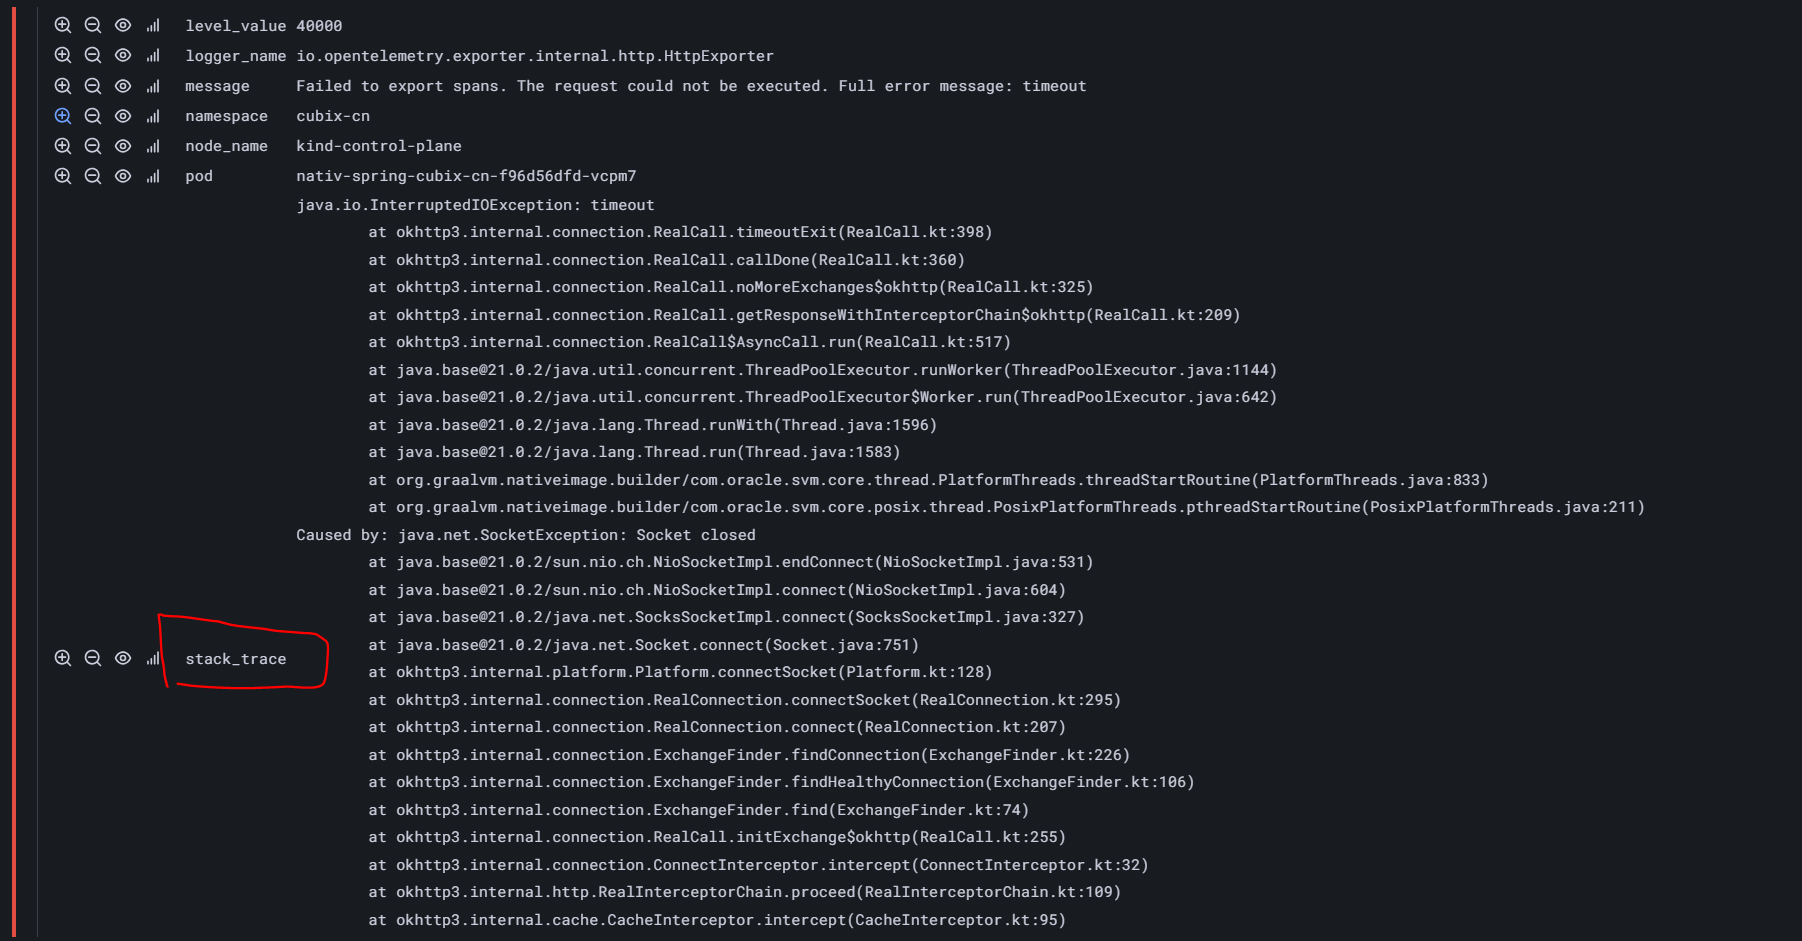 level_value 40000
logger_name io.opentelemetry.exporter.internal.http.HttpExporter
message Failed to export spans. The request could not be executed. Full error message: timeout
namespace cubix-cn
node_name kind-control-plane
pod nativ-spring-cubix-cn-f96d56dfd-vcpm7
java.io.InterruptedIOException: timeout
at okhttp3.internal.connection.RealCall.timeoutExit(RealCall.kt:398)
at okhttp3.internal.connection.RealCall.callDone(RealCall.kt:360)
at okhttp3.internal.connection.RealCall.noMoreExchanges$okhttp(RealCall.kt:325)
at okhttp3.internal.connection.RealCall.getResponseWithInterceptorChain$okhttp(RealCall.kt:209)
at okhttp3.internal.connection.RealCall$AsyncCall.run(RealCall.kt:517)
at java.base@21.0.2/java.util.concurrent.ThreadPoolExecutor.runWorker(ThreadPoolExecutor.java:1144)
at java.base@21.0.2/java.util.concurrent.ThreadPoolExecutor$Worker.run(ThreadPoolExecutor.java:642)
at java.base@21.0.2/java.lang.Thread.runWith(Thread.java:1596)
at java.base@21.0.2/java.lang.Thread.run(Thread.java:1583)
at org.graalvm.nativeimage.builder/com.oracle.svm.core.thread.PlatformThreads.threadStartRoutine(PlatformThreads.java:833)
at org.graalvm.nativeimage.builder/com.oracle.svm.core.posix.thread.PosixPlatformThreads.pthreadStartRoutine(PosixPlatformThreads.java:211)
Caused by: java.net.SocketException: Socket closed
at java.base@21.0.2/sun.nio.ch.NioSocketImpl.endConnect(NioSocketImpl.java:531)
at java.base@21.0.2/sun.nio.ch.NioSocketImpl.connect(NioSocketImpl.java:604)
at java.base@21.0.2/java.net.SocksSocketImpl.connect(SocksSocketImpl.java:327)
at java.base@21.0.2/java.net.Socket.connect(Socket.java:751)
stack_trace
at okhttp3.internal.platform.Platform.connectSocket(Platform.kt:128)
at okhttp3.internal.connection.RealConnection.connectSocket(RealConnection.kt:295)
at okhttp3.internal.connection.RealConnection.connect(RealConnection.kt:207)
at okhttp3.internal.connection.ExchangeFinder.findConnection(ExchangeFinder.kt:226)
at okhttp3.internal.connection.ExchangeFinder.findHealthyConnection(ExchangeFinder.kt:106)
at okhttp3.internal.connection.ExchangeFinder.find(ExchangeFinder.kt:74)
at okhttp3.internal.connection.RealCall.initExchange$okhttp(RealCall.kt:255)
at okhttp3.internal.connection.ConnectInterceptor.intercept(ConnectInterceptor.kt:32)
at okhttp3.internal.http.RealInterceptorChain.proceed(RealInterceptorChain.kt:109)
at okhttp3.internal.cache.CacheInterceptor.intercept(CacheInterceptor.kt:95)